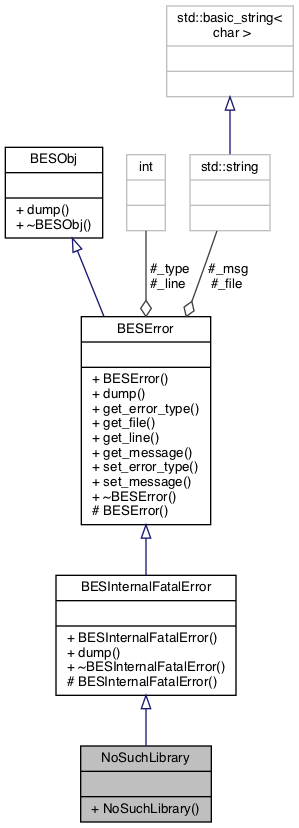 std::basic_string<
char >
BESObj
+ dump()
+ ~BESObj()
int
std::string
#_type
#_line
#_msg
#_file
BESError
+ BESError()
+ dump()
+ get_error_type()
+ get_file()
+ get_line()
+ get_message()
+ set_error_type()
+ set_message()
+ ~BESError()
# BESError()
BESInternalFatalError
+ BESInternalFatalError()
+ dump()
+ ~BESInternalFatalError()
# BESInternalFatalError()
NoSuchLibrary
+ NoSuchLibrary()